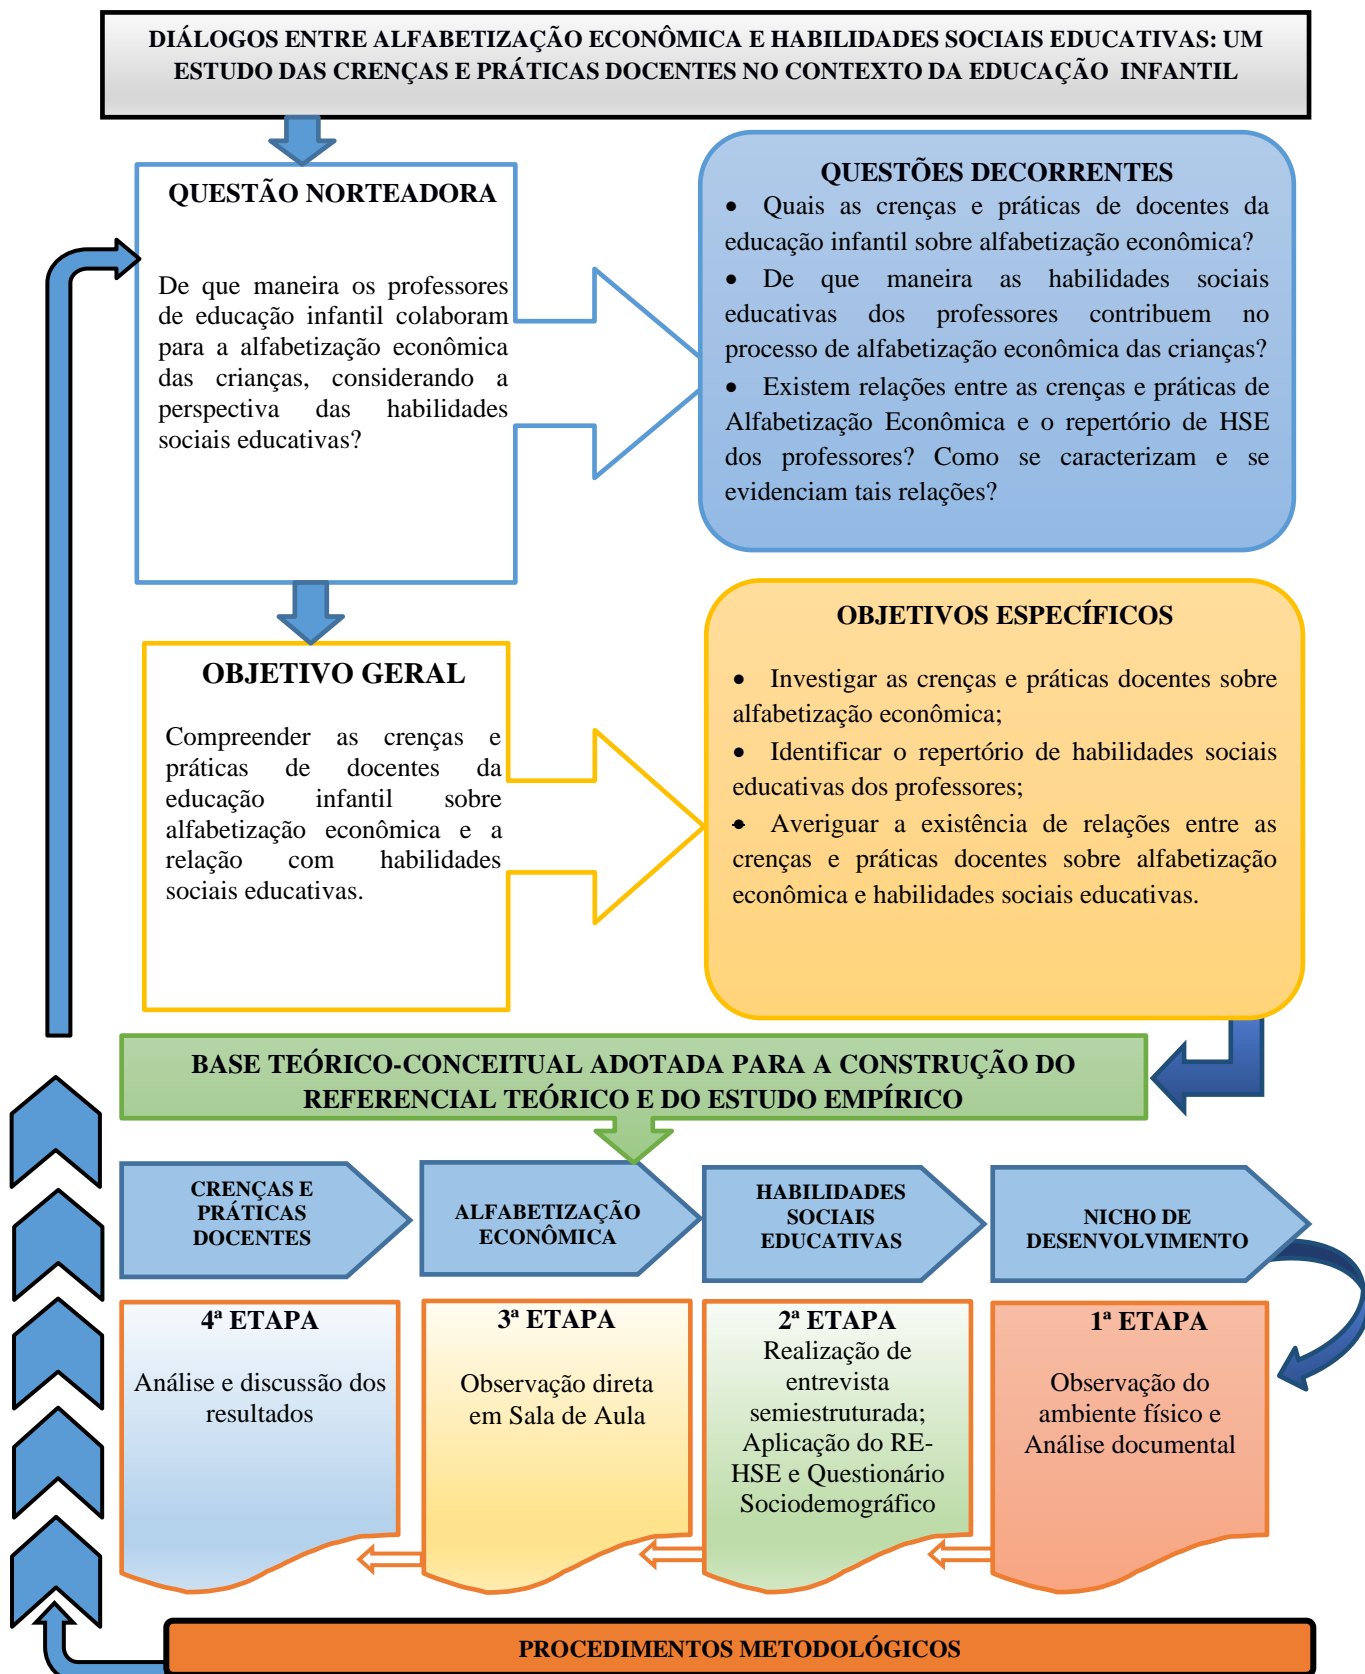 DIÁLOGOS ENTRE ALFABETIZAÇÃO ECONÔMICA E HABILIDADES SOCIAIS EDUCATIVAS: UM
ESTUDO DAS CRENÇAS E PRÁTICAS DOCENTES NO CONTEXTO DA EDUCAÇÃO INFANTIL
QUESTÃO NORTEADORA
De que maneira os professores
de educação infantil colaboram
para a alfabetização econômica
das crianças, considerando a
perspectiva das habilidades
sociais educativas?
QUESTÕES DECORRENTES
• Quais as crenças e práticas de docentes da
educação infantil sobre alfabetização econômica?
• De que maneira as habilidades sociais
educativas dos professores contribuem no
processo de alfabetização econômica das crianças?
• Existem relações entre as crenças e práticas de
Alfabetização Econômica e o repertório de HSE
dos professores? Como se caracterizam e se
evidenciam tais relações?
OBJETIVO GERAL
Compreender as crenças e
práticas de docentes da
educação infantil sobre
alfabetização econômica e a
relação com habilidades
sociais educativas.
OBJETIVOS ESPECÍFICOS
• Investigar as crenças e práticas docentes sobre
alfabetização econômica;
• Identificar o repertório de habilidades sociais
educativas dos professores;
• Averiguar a existência de relações entre as
crenças e práticas docentes sobre alfabetização
econômica e habilidades sociais educativas.
BASE TEÓRICO-CONCEITUAL ADOTADA PARA A CONSTRUÇÃO DO
REFERENCIAL TEÓRICO E DO ESTUDO EMPÍRICO
CRENÇAS E
PRÁTICAS
DOCENTES
ALFABETIZAÇÃO
ECONÔMICA
HABILIDADES
SOCIAIS
EDUCATIVAS
NICHO DE
DESENVOLVIMENTO
4ª ETAPA
Análise e discussão dos
resultados
3ª ETAPA
Observação direta
em Sala de Aula
2ª ETAPA
Realização de
entrevista
semiestruturada;
Aplicação do RE-
HSE e Questionário
Sociodemográfico
1ª ETAPA
Observação do
ambiente físico e
Análise documental
PROCEDIMENTOS METODOLÓGICOS